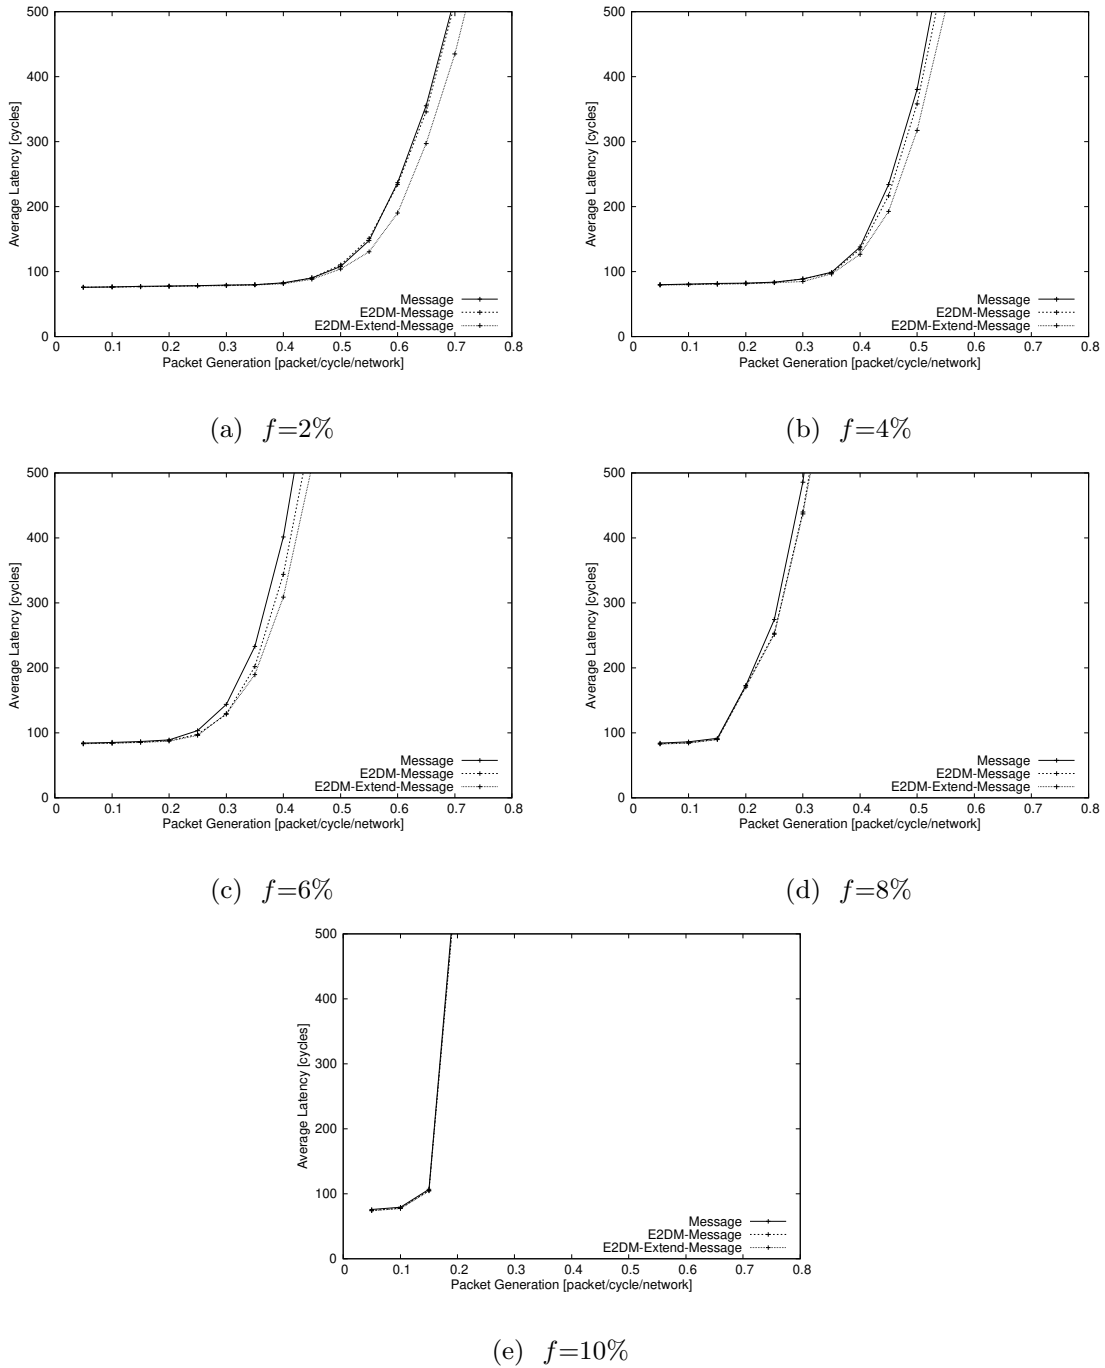 500
400
300
200
100
0
Average Latency [cycles]
Message
E2DM-Message
E2DM-Extend-Message
0 0.1 0.2 0.3 0.4 0.5 0.6 0.7 0.8
Packet Generation [packet/cycle/network]
(a) f=2%
500
400
300
200
100
0
Average Latency [cycles]
Message
E2DM-Message
E2DM-Extend-Message
0 0.1 0.2 0.3 0.4 0.5 0.6 0.7 0.8
Packet Generation [packet/cycle/network]
(b) f=4%
500
400
300
200
100
0
Average Latency [cycles]
Message
E2DM-Message
E2DM-Extend-Message
0 0.1 0.2 0.3 0.4 0.5 0.6 0.7 0.8
Packet Generation [packet/cycle/network]
(c) f=6%
500
400
300
200
100
0
Average Latency [cycles]
Message
E2DM-Message
E2DM-Extend-Message
0 0.1 0.2 0.3 0.4 0.5 0.6 0.7 0.8
Packet Generation [packet/cycle/network]
(d) f=8%
500
400
300
200
100
0
Average Latency [cycles]
Message
E2DM-Message
E2DM-Extend-Message
0 0.1 0.2 0.3 0.4 0.5 0.6 0.7 0.8
Packet Generation [packet/cycle/network]
(e) f=10%